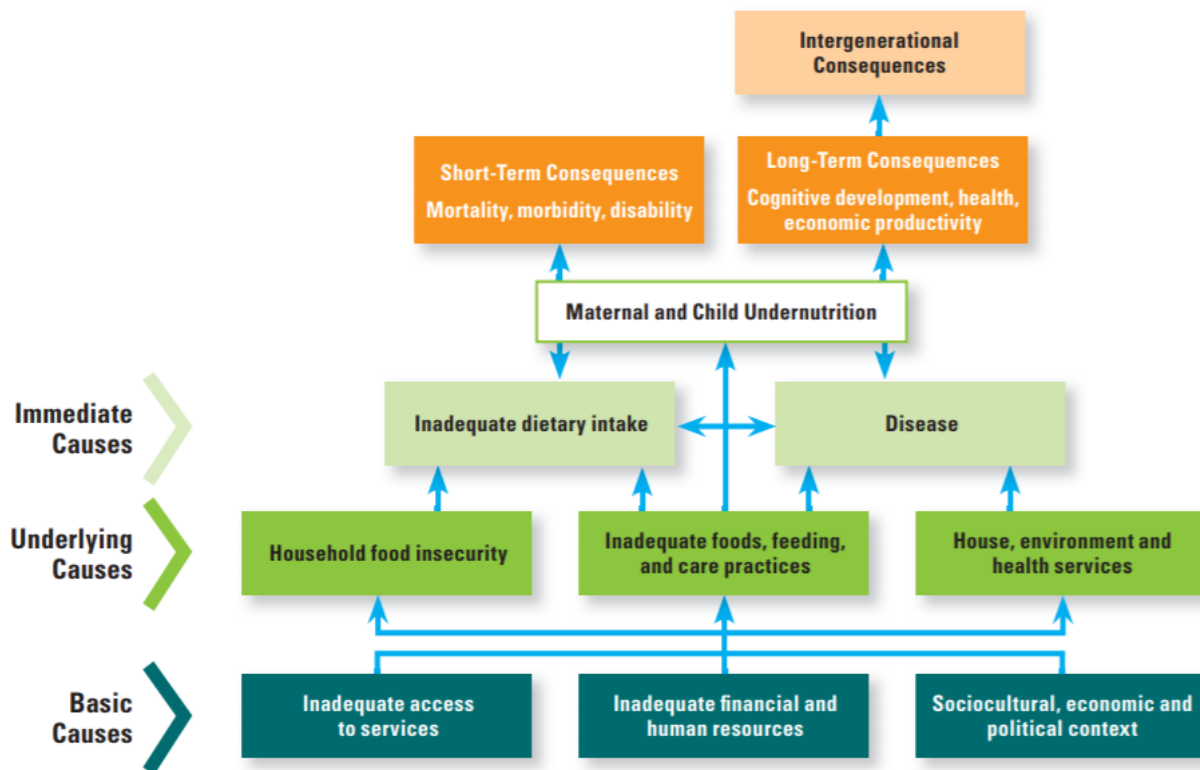 Intergenerational
Consequences
Short-Term Consequences
Mortality, morbidity, disability
Long-Term Consequences
Cognitive development, health,
economic productivity
Maternal and Child Undernutrition
Immediate
Causes
Inadequate dietary intake
Disease
Underlying
Causes
Household food insecurity
Inadequate foods, feeding,
and care practices
House, environment and
health services
Basic
Causes
Inadequate access
to services
Inadequate financial and
human resources
Sociocultural, economic and
political context